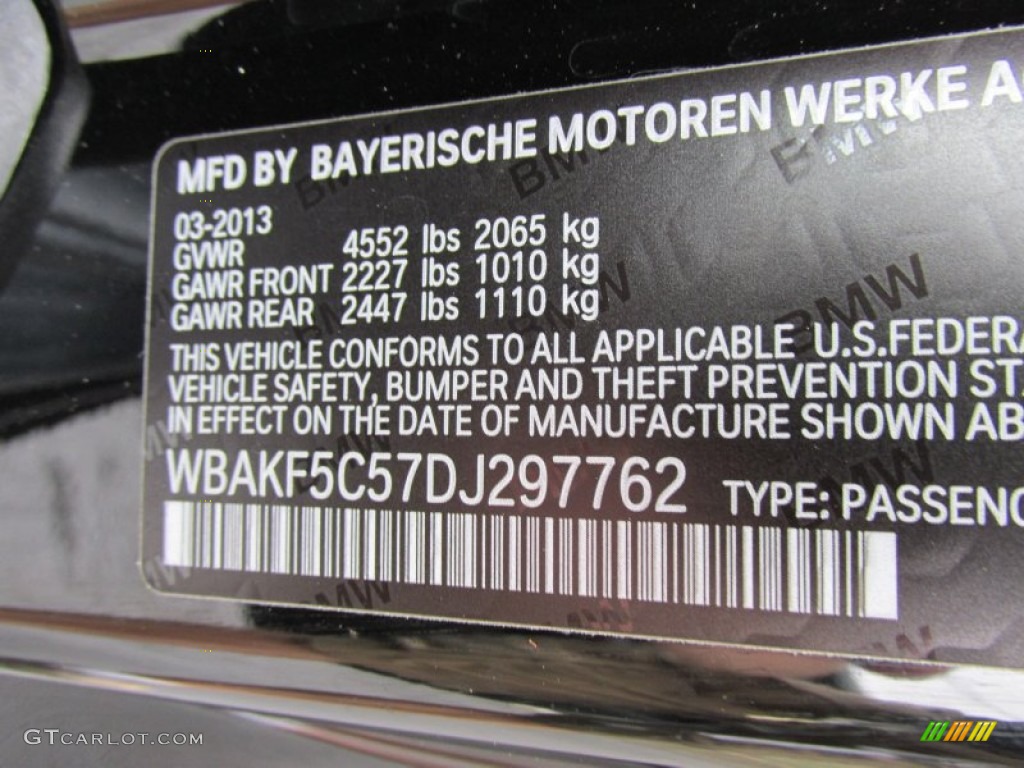 MFD BY BAYERISCHE MOTOREN WERKE A
03-2013
GVWR 4552 lbs 2065 kg
GAWR FRONT 2227 lbs 1010 kg
GAWR REAR 2447 lbs 1110 kg
THIS VEHICLE CONFORMS TO ALL APPLICABLE U.S.FEDERA
VEHICLE SAFETY, BUMPER AND THEFT PREVENTION ST
IN EFFECT ON THE DATE OF MANUFACTURE SHOWN AB
WBAKF5C57DJ297762 TYPE: PASSENG
BMW
GTCARLOT.COM